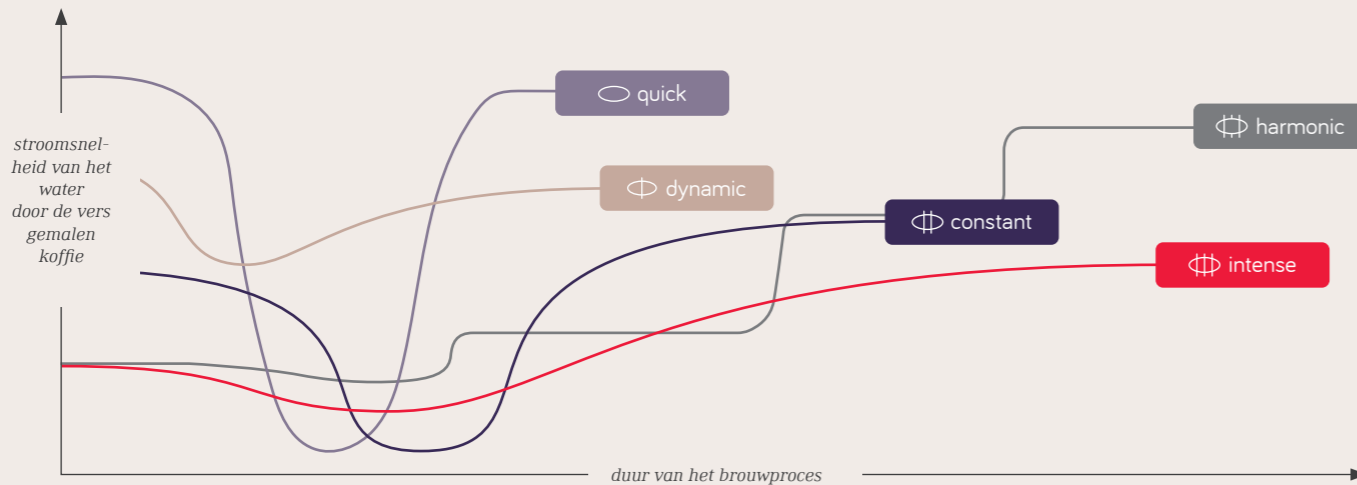 quick
harmonic
stroomsnel-
heid van het
water
door de vers
gemalen
koffie
dynamic
constant
intense
duur van het brouwproces